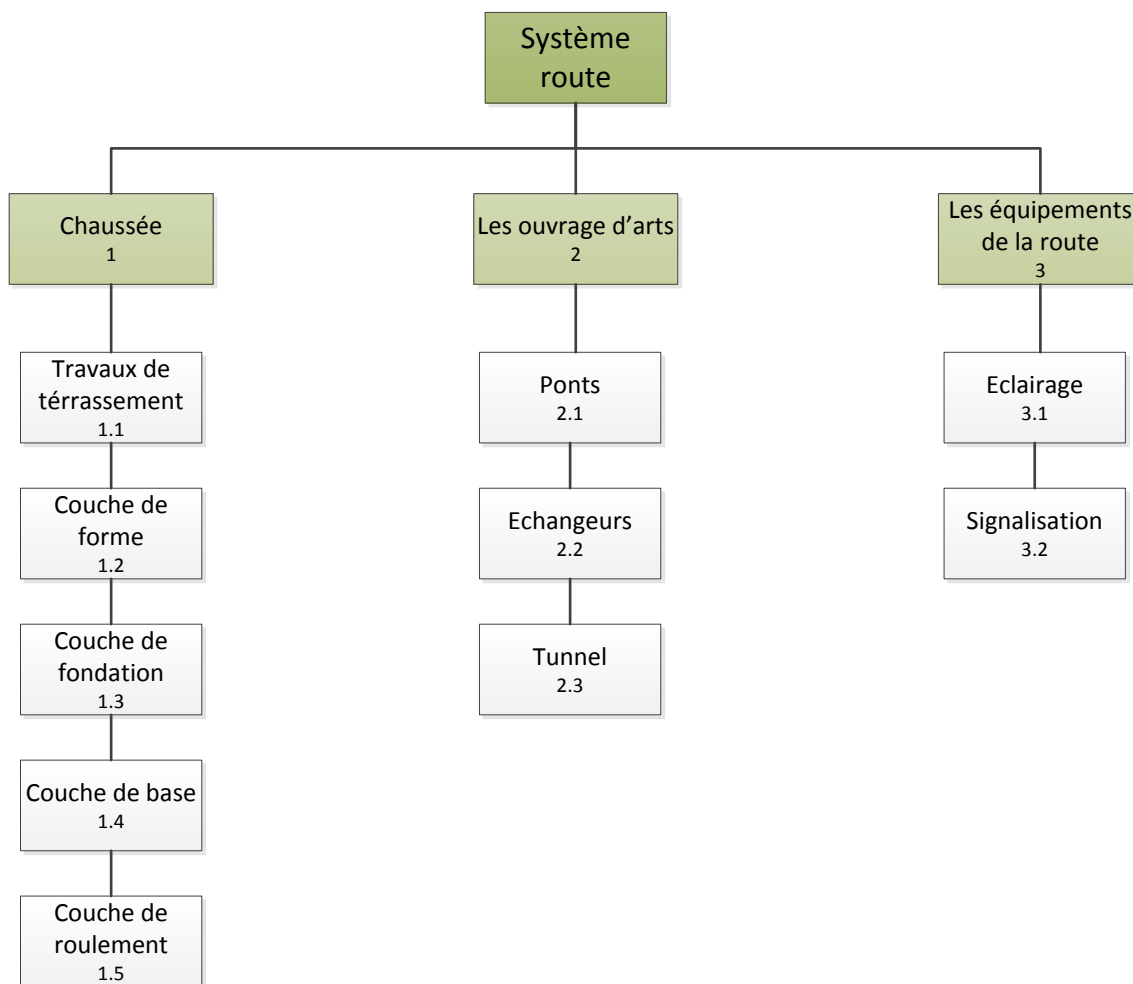 Système
route
Chaussée
1
Les ouvrage d’arts
2
Les équipements
de la route
3
Travaux de
térrassement
1.1
Couche de
forme
1.2
Couche de
fondation
1.3
Couche de base
1.4
Couche de
roulement
1.5
Ponts
2.1
Echangeurs
2.2
Tunnel
2.3
Eclairage
3.1
Signalisation
3.2